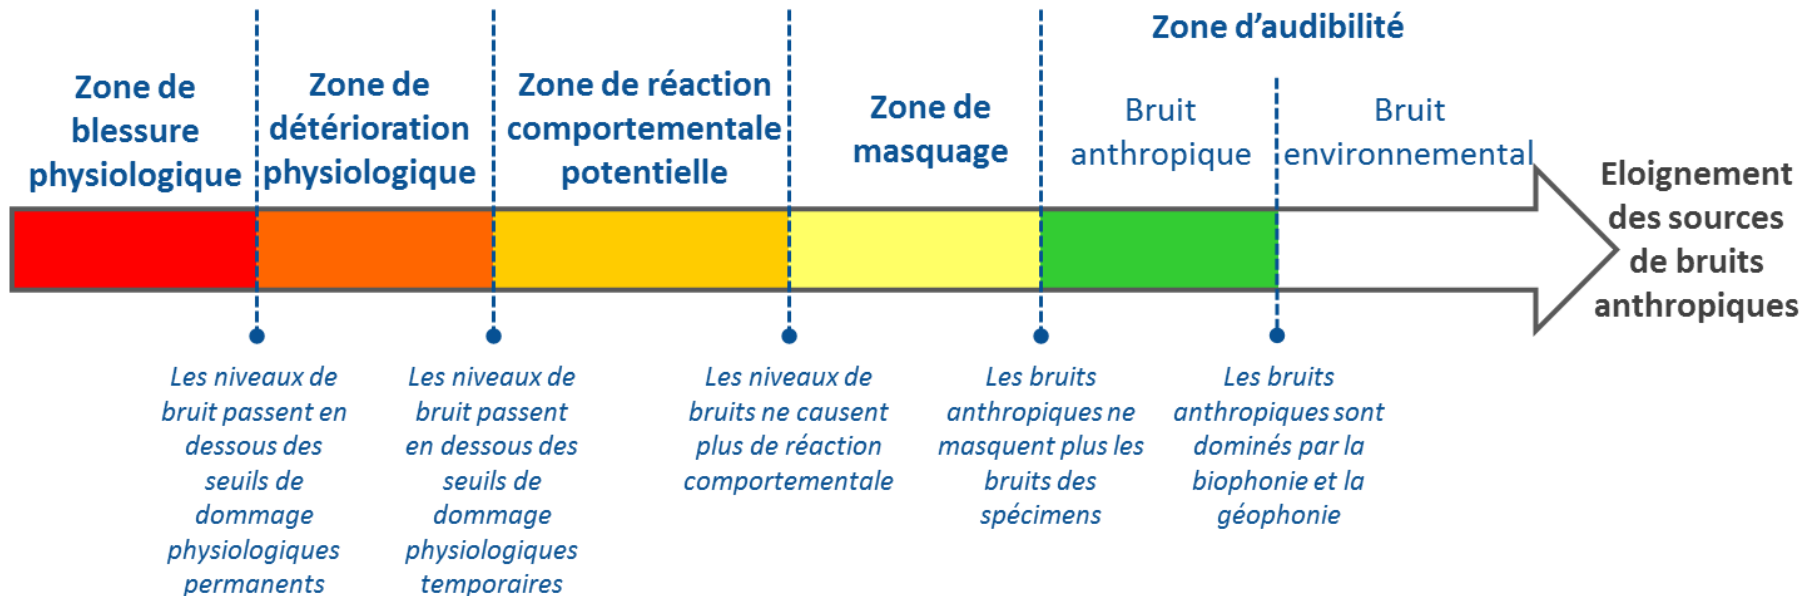 Zone de
blessure
physiologique
Zone de
détérioration
physiologique
Zone de réaction
comportementale
potentielle
Zone de
masquage
Zone d’audibilité
Bruit
anthropique
Bruit
environnemental
Eloignement
des sources
de bruits
anthropiques
Les niveaux de
bruit passent en
dessous des
seuils de
dommage
physiologiques
permanents
Les niveaux de
bruit passent
en dessous des
seuils de
dommage
physiologiques
temporaires
Les niveaux de
bruits ne causent
plus de réaction
comportementale
Les bruits
anthropiques ne
masquent plus les
bruits des
spécimens
Les bruits
anthropiques sont
dominés par la
biophonie et la
géophonie